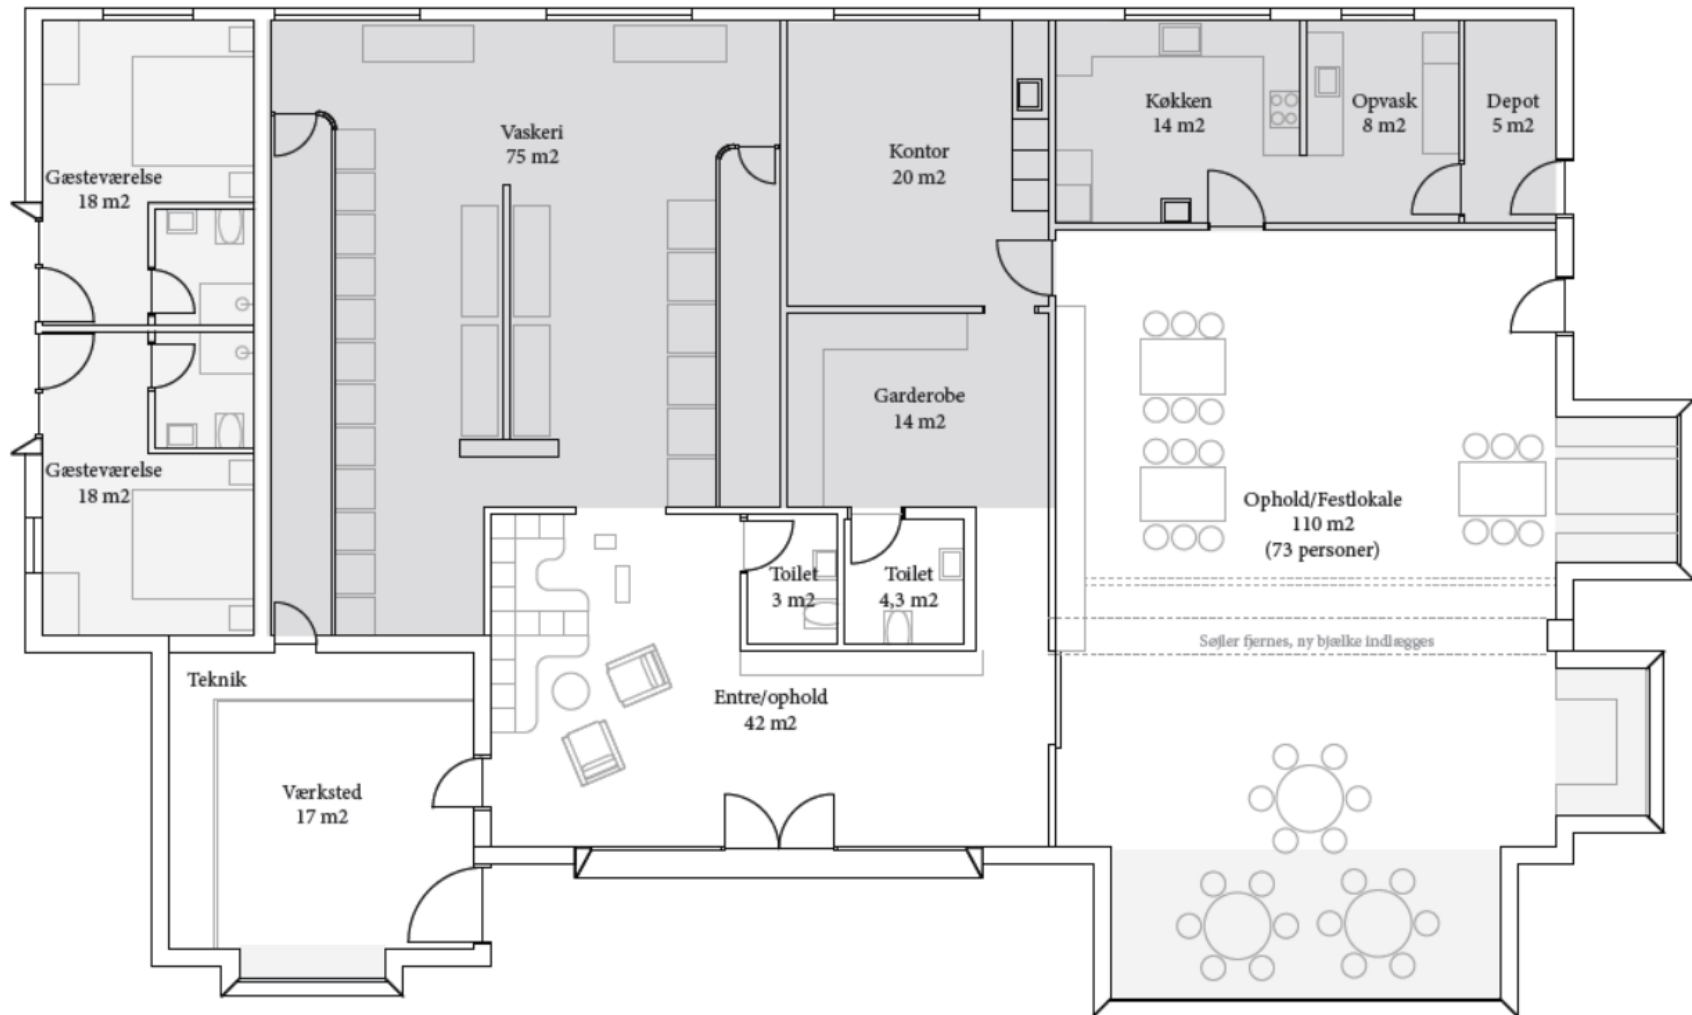 Gæsteværelse
18 m2
Vaskeri
75 m2
Kontor
20 m2
Køkken
14 m2
Opvask
8 m2
Depot
5 m2
Garderobe
14 m2
Gæsteværelse
18 m2
Ophold/Festlokale
110 m2
(73 personer)
Toilet
3 m2
Toilet
4,3 m2
Søjler fjernes, ny bjælke indlægges
Teknik
Entre/ophold
42 m2
Værksted
17 m2